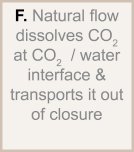 F. Natural flow
dissolves CO₂
at CO₂ / water
interface &
transports it out
of closure